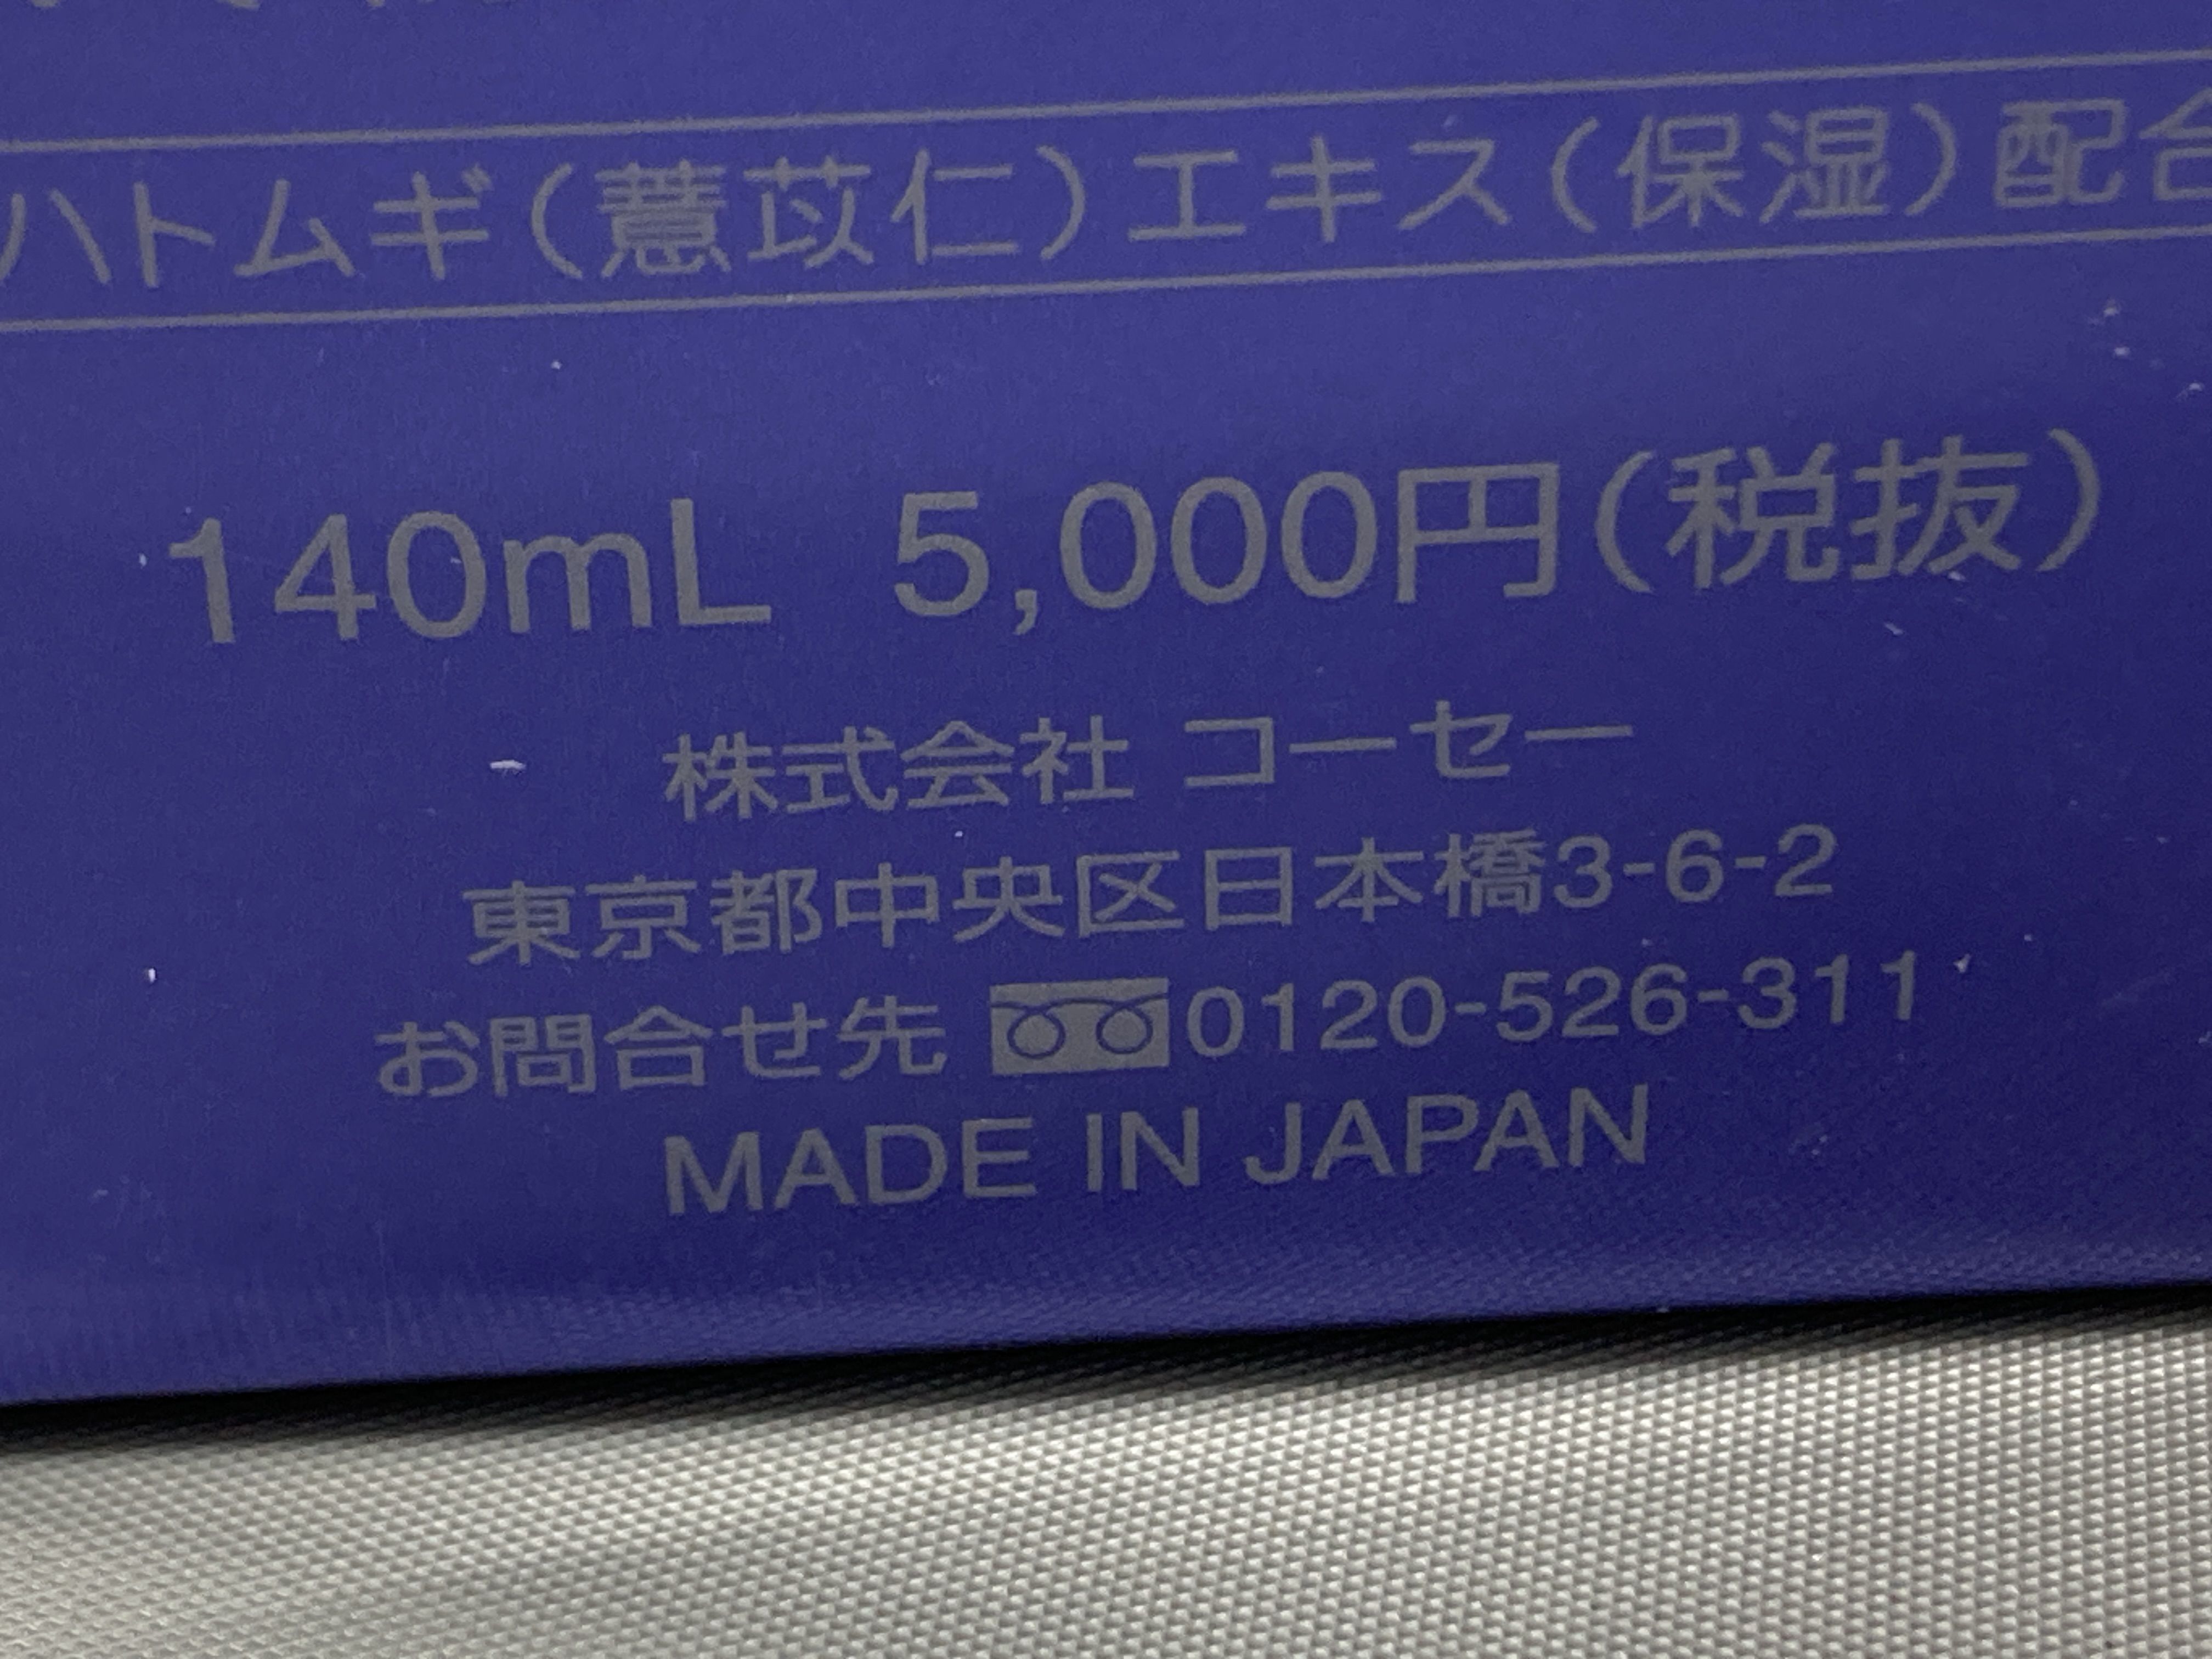 ハトムギ(薏苡仁)エキス(保湿)配合
140mL 5,000円(税抜)
株式会社 コーセー
東京都中央区日本橋3-6-2
お問合せ先 0120-526-311
MADE IN JAPAN